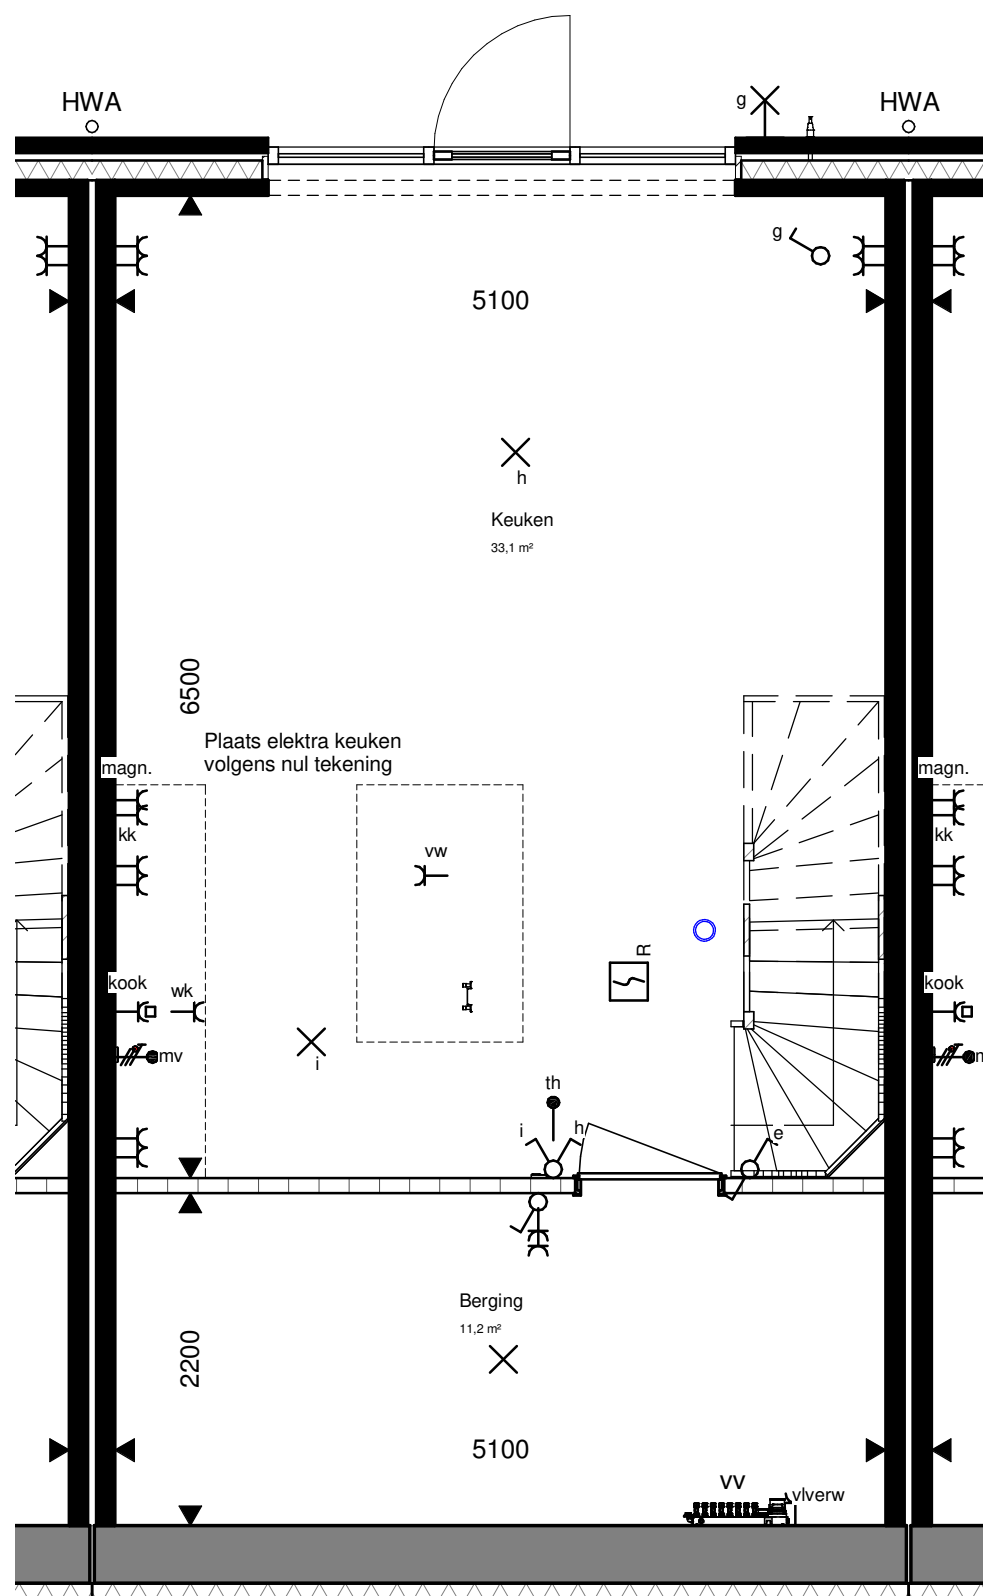 HWA
g
HWA
g
5100
h
Keuken
33,1 m²
6500
Plaats elektra keuken
volgens nul tekening
magn.
magn.
kk
kk
vw
R
kook
wk
kook
mv
i
th
i
h
e
Berging
11,2 m²
2200
5100
vv
vlverw